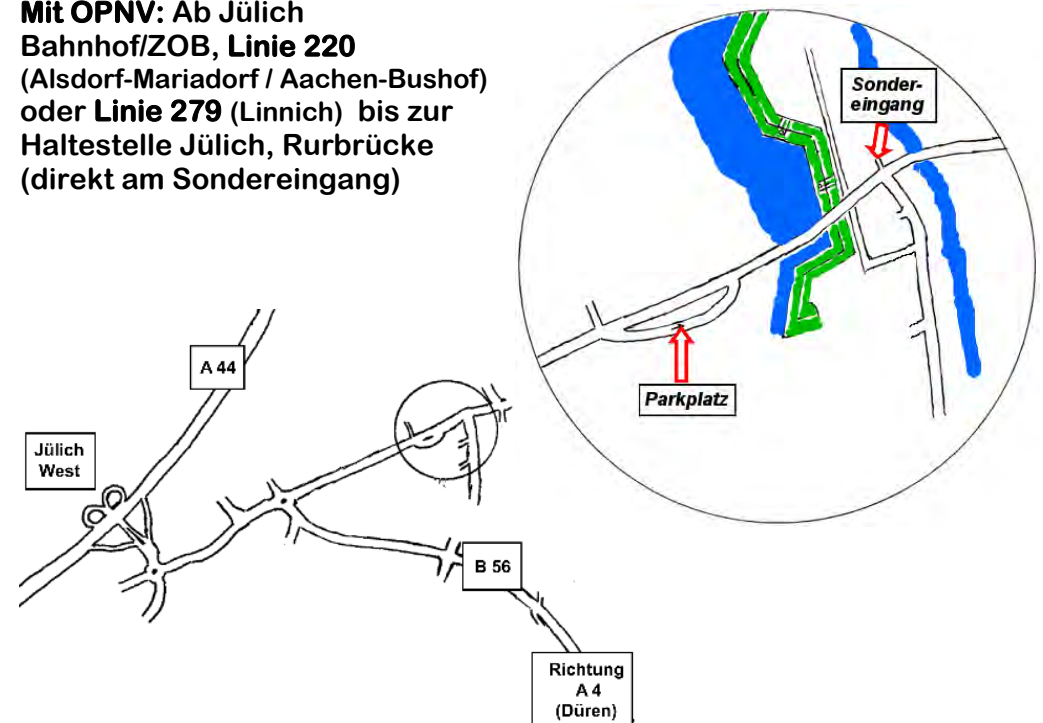 Mit OPNV: Ab Jülich
Bahnhof/ZOB, Linie 220
(Alsdorf-Mariadorf / Aachen-Bushof)
oder Linie 279 (Linnich) bis zur
Haltestelle Jülich, Rurbrücke
(direkt am Sondereingang)
Sonder-
eingang
Parkplatz
A 44
Jülich
West
B 56
Richtung
A 4
(Düren)